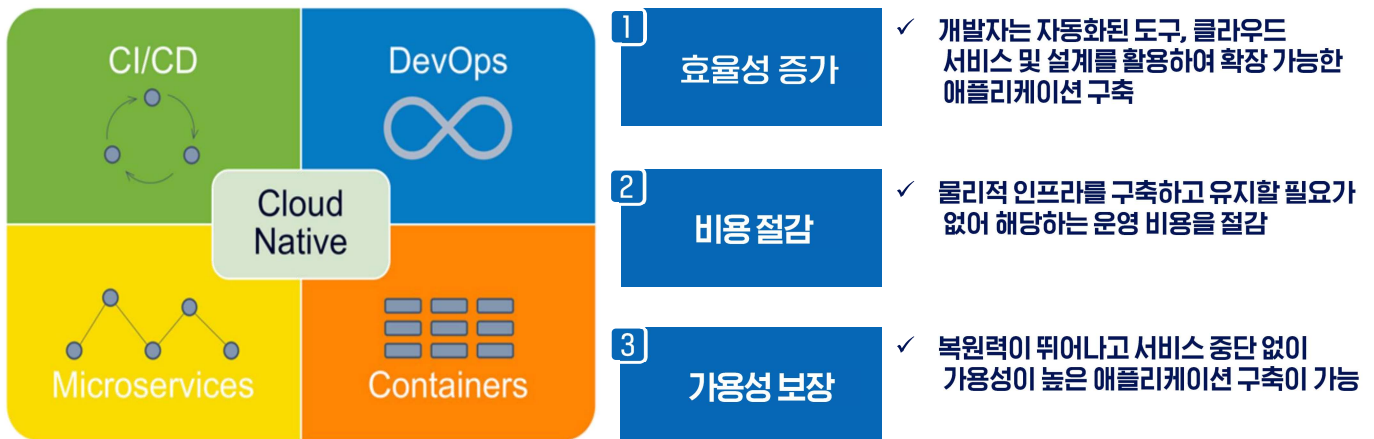 CI/CD
DevOps
Cloud
Native
Microservices
Containers
1
효율성 증가
✓ 개발자는 자동화된 도구, 클라우드
서비스 및 설계를 활용하여 확장 가능한
애플리케이션 구축
2
비용 절감
✓ 물리적 인프라를 구축하고 유지할 필요가
없어 해당하는 운영 비용을 절감
3
가용성 보장
✓ 복원력이 뛰어나고 서비스 중단 없이
가용성이 높은 애플리케이션 구축이 가능